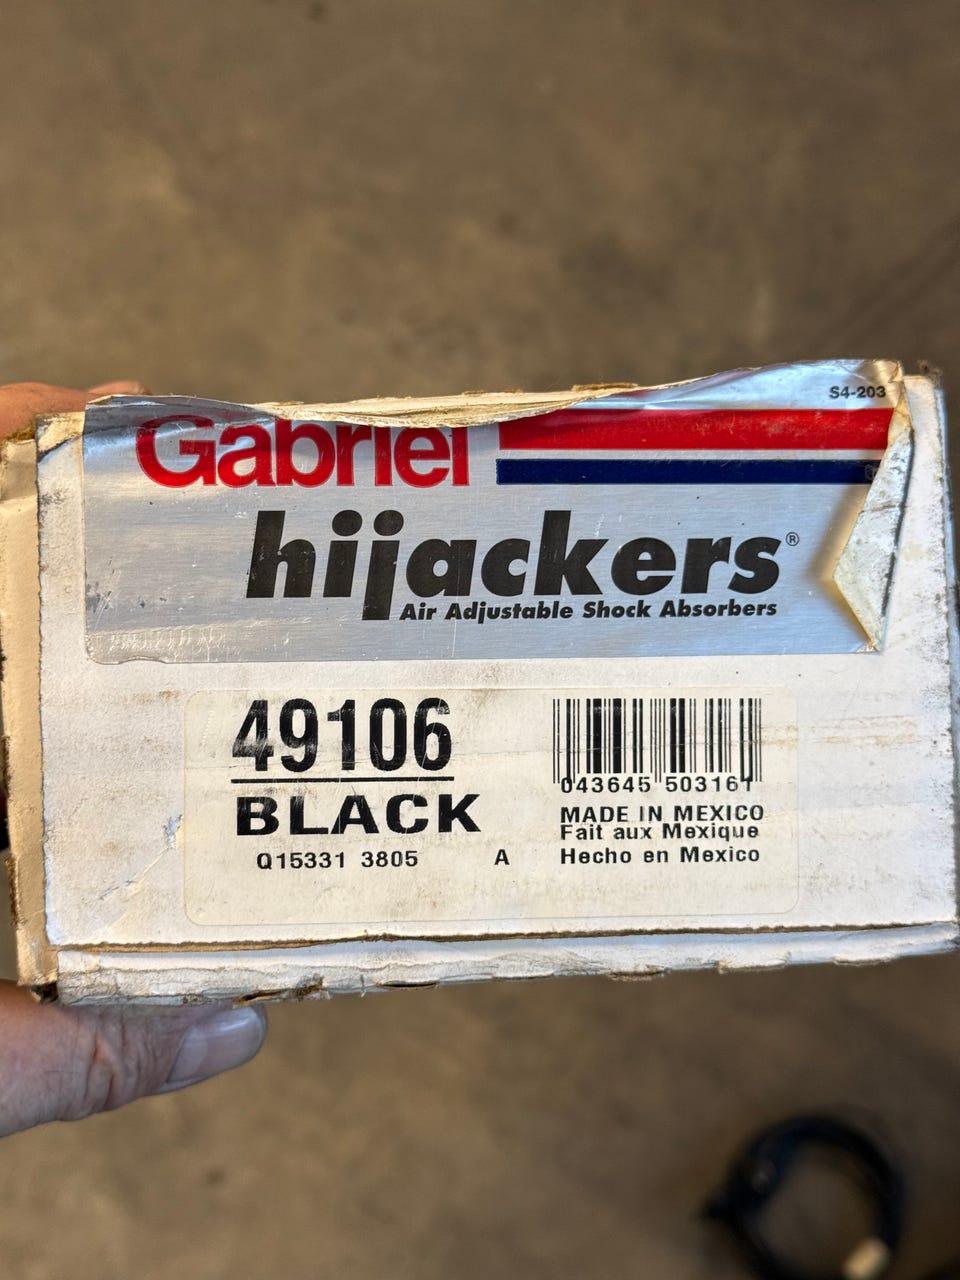 S4-203
Gabriel
hijackers®
Air Adjustable Shock Absorbers
49106
BLACK
Q15331 3805 A
043645 503161
MADE IN MEXICO
Fait aux Mexique
Hecho en Mexico